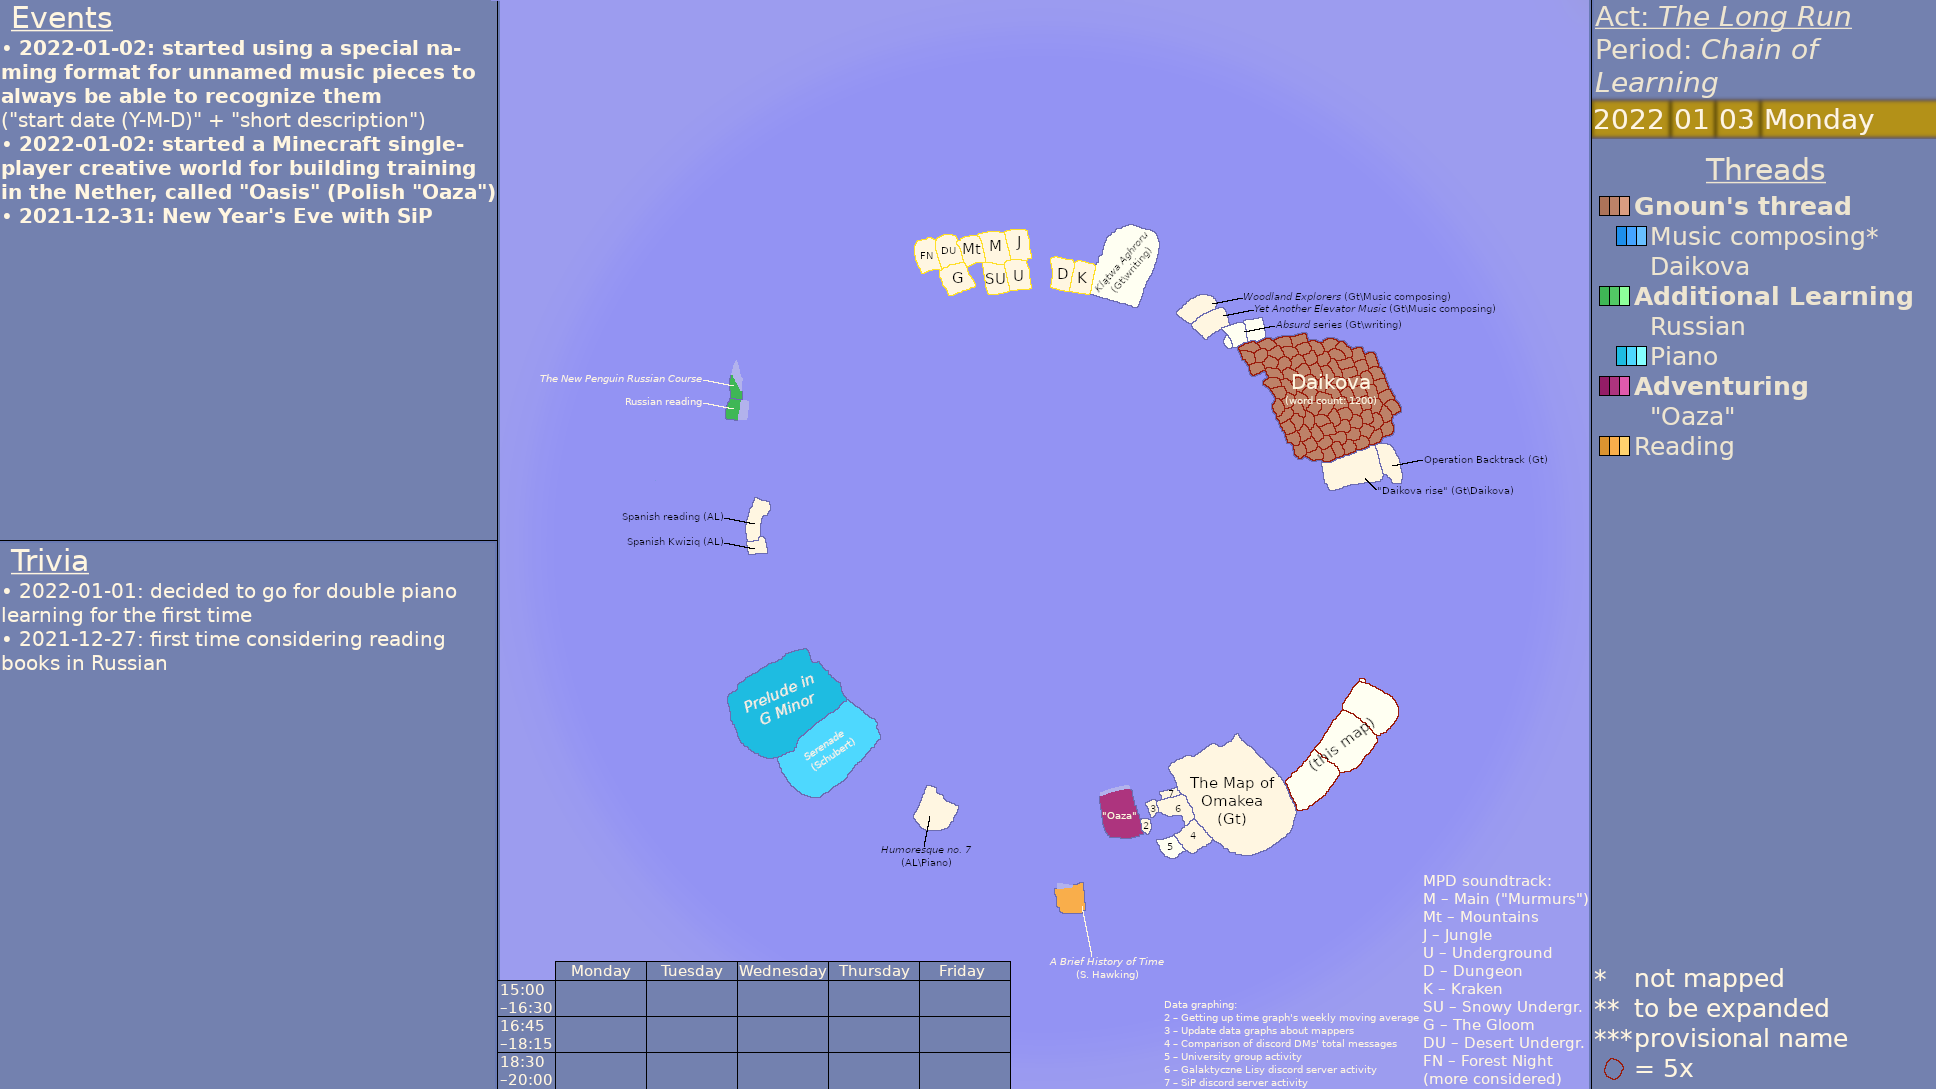 Events
• 2022-01-02: started using a special na-
ming format for unnamed music pieces to
always be able to recognize them
("start date (Y-M-D)" + "short description")
• 2022-01-02: started a Minecraft single-
player creative world for building training
in the Nether, called "Oasis" (Polish "Oaza")
• 2021-12-31: New Year's Eve with SiP
Trivia
• 2022-01-01: decided to go for double piano
learning for the first time
• 2021-12-27: first time considering reading
books in Russian
FN
DU
Mt
M
J
G
SU
U
D
K
Klątwa Aghroru
(Gt\writing)
Woodland Explorers (Gt\Music composing)
Yet Another Elevator Music (Gt\Music composing)
Absurd series (Gt\writing)
Daikova
(word count: 1200)
Operation Backtrack (Gt)
"Daikova rise" (Gt\Daikova)
The New Penguin Russian Course
Russian reading
Spanish reading (AL)
Spanish Kwiziq (AL)
Prelude in
G Minor
Serenade
(Schubert)
Humoresque no. 7
(AL\Piano)
(this map)
The Map of
Omakea
(Gt)
"Oaza"
7
3
6
2
4
5
A Brief History of Time
(S. Hawking)
Monday
Tuesday
Wednesday
Thursday
Friday
15:00
–16:30
16:45
–18:15
18:30
–20:00
Data graphing:
2 – Getting up time graph's weekly moving average
3 – Update data graphs about mappers
4 – Comparison of discord DMs' total messages
5 – University group activity
6 – Galaktyczne Lisy discord server activity
7 – SiP discord server activity
MPD soundtrack:
M – Main ("Murmurs")
Mt – Mountains
J – Jungle
U – Underground
D – Dungeon
K – Kraken
SU – Snowy Undergr.
G – The Gloom
DU – Desert Undergr.
FN – Forest Night
(more considered)
Act: The Long Run
Period: Chain of
Learning
2022 01 03 Monday
Threads
Gnoun's thread
Music composing*
Daikova
Additional Learning
Russian
Piano
Adventuring
"Oaza"
Reading
* not mapped
** to be expanded
*** provisional name
= 5x